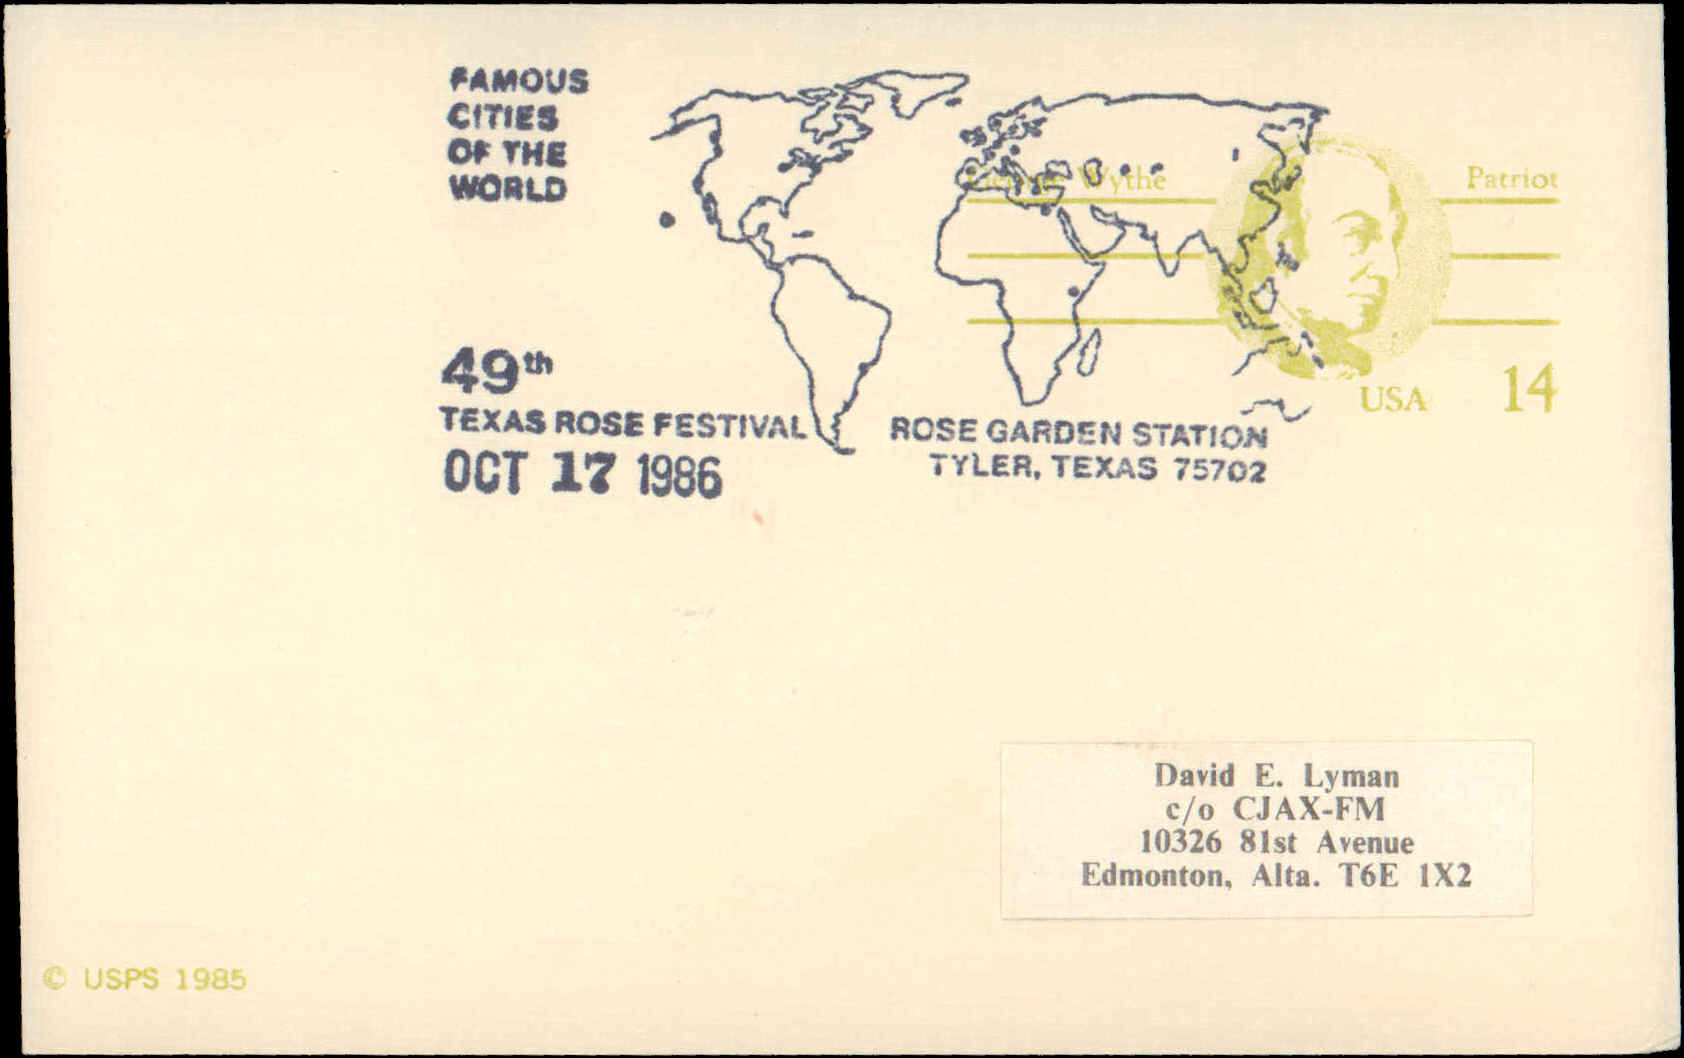 FAMOUS
CITIES
OF THE
WORLD
Wythe
Patriot
USA 14
49th
TEXAS ROSE FESTIVAL
OCT 17 1986
ROSE GARDEN STATION
TYLER, TEXAS 75702
David E. Lyman
c/o CJAX-FM
10326 81st Avenue
Edmonton, Alta. T6E 1X2
© USPS 1985